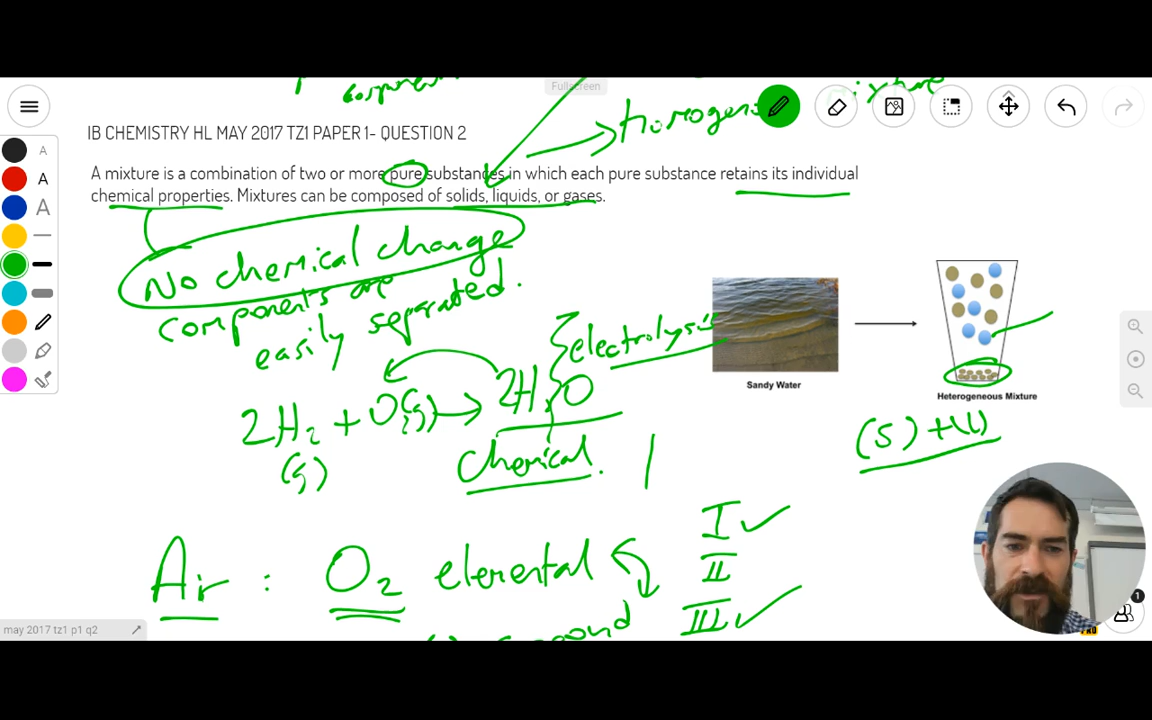 Fullscreen
IB CHEMISTRY HL MAY 2017 TZ1 PAPER 1- QUESTION 2
A mixture is a combination of two or more pure substances in which each pure substance retains its individual
chemical properties. Mixtures can be composed of solids, liquids, or gases.
No chemical change
components are
easily separated.
electrolysis
2H₂ + O (g) → 2H₂O
(g)
Chemical.
Sandy Water
Heterogeneous Mixture
(s) + (l)
Air : O₂ elemental
I ✓
II
III ✓
A
A
A
may 2017 tz1 p1 q2
1
PRO